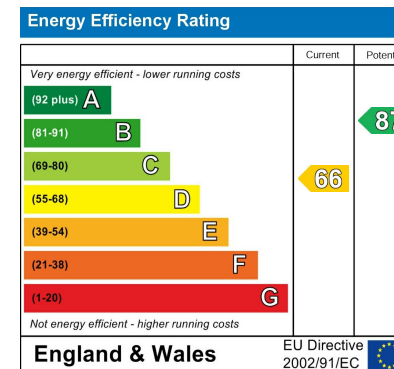 Energy Efficiency Rating
Current
Very energy efficient - lower running costs
(92 plus) A
(81-91) B
(69-80) C
(55-68) D
(39-54) E
(21-38) F
(1-20) G
66
Not energy efficient - higher running costs
England & Wales
EU Directive
2002/91/EC